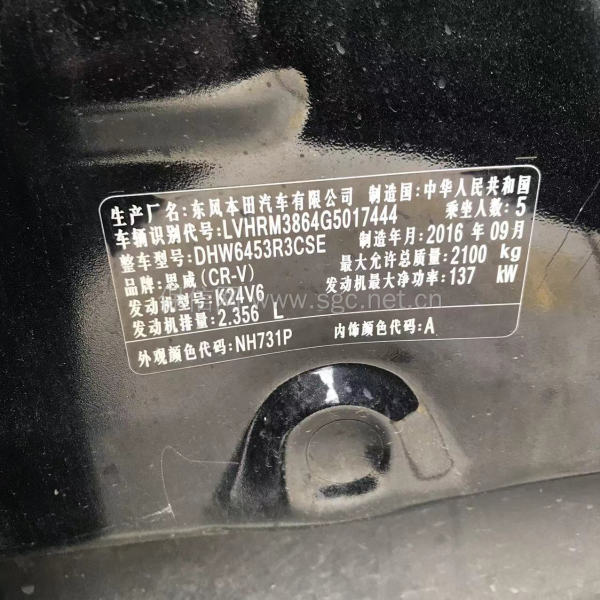 生产厂名:东风本田汽车有限公司 制造国:中华人民共和国
车辆识别代号:LVHRM3864G5017444 乘坐人数:5
整车型号:DHW6453R3CSE 制造年月:2016 年 09月
品牌:思威(CR-V) 最大允许总质量:2100 kg
发动机型号:K24V6 发动机最大净功率:137 kW
发动机排量:2.356 L
外观颜色代码:NH731P 内饰颜色代码:A
www.sgc.net.cn